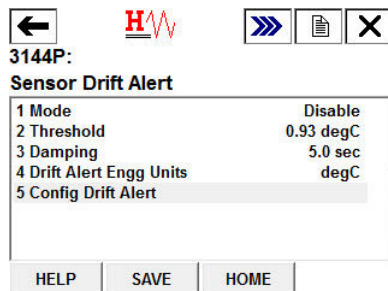 H
3144P:
Sensor Drift Alert
1 Mode Disable
2 Threshold 0.93 degC
3 Damping 5.0 sec
4 Drift Alert Engg Units degC
5 Config Drift Alert
HELP SAVE HOME